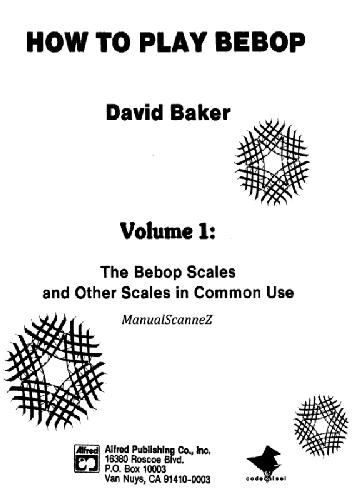 HOW TO PLAY BEBOP
David Baker
Volume 1:
The Bebop Scales
and Other Scales in Common Use
ManualScanneZ
Alfred
Alfred Publishing Co., Inc.
16380 Roscoe Blvd.
P.O. Box 10003
Van Nuys, CA 91410-0003